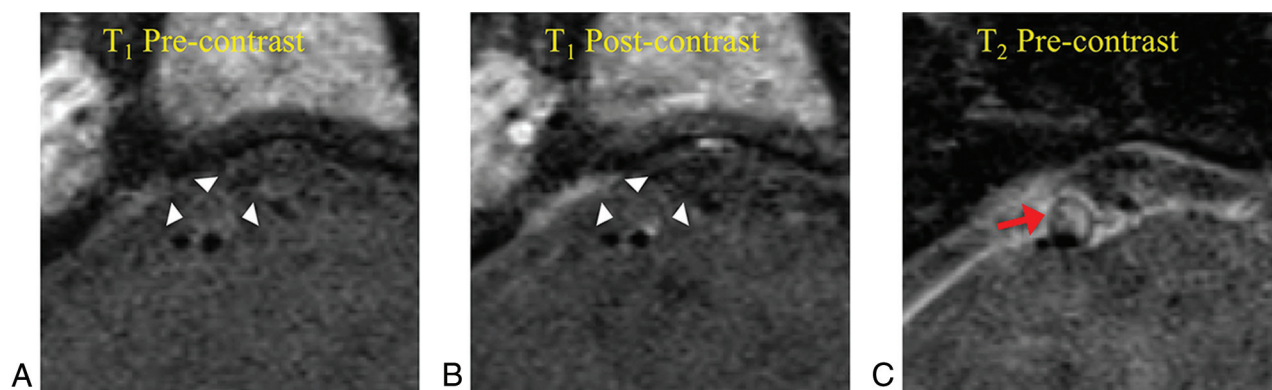 T₁ Pre-contrast
T₁ Post-contrast
T₂ Pre-contrast
A
B
C